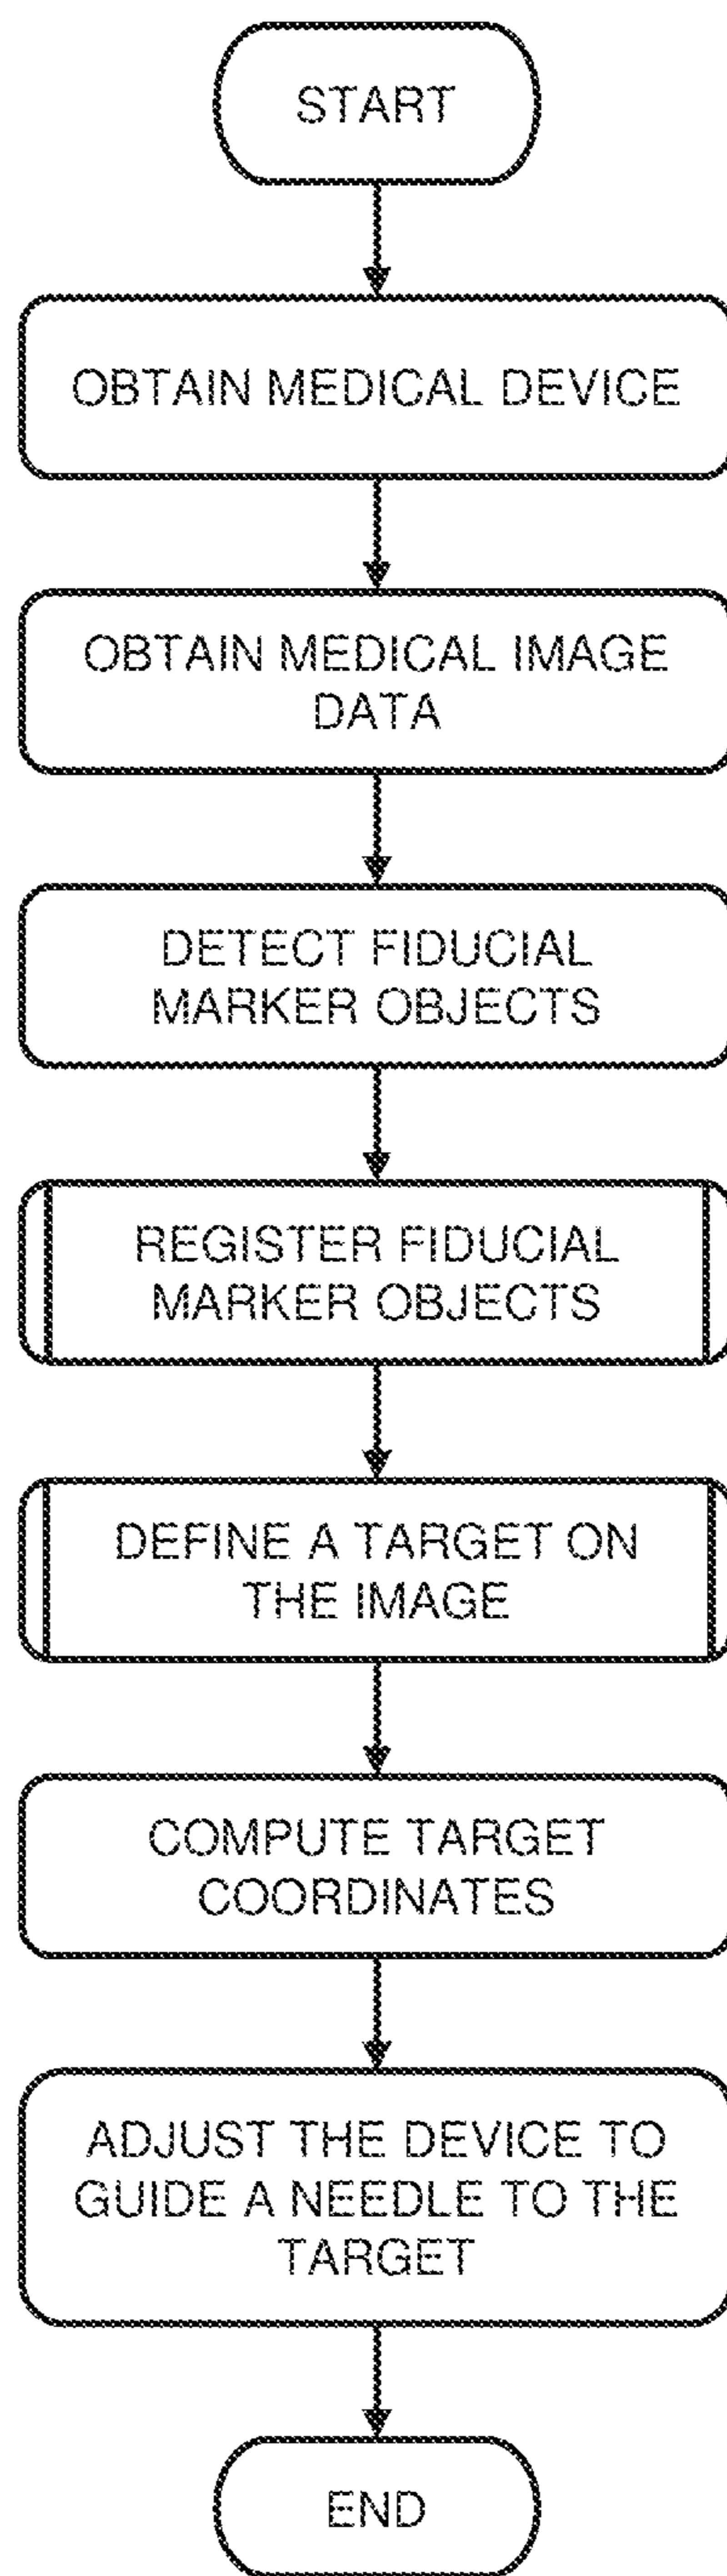 START
OBTAIN MEDICAL DEVICE
OBTAIN MEDICAL IMAGE
DATA
DETECT FIDUCIAL
MARKER OBJECTS
REGISTER FIDUCIAL
MARKER OBJECTS
DEFINE A TARGET ON
THE IMAGE
COMPUTE TARGET
COORDINATES
ADJUST THE DEVICE TO
GUIDE A NEEDLE TO THE
TARGET
END